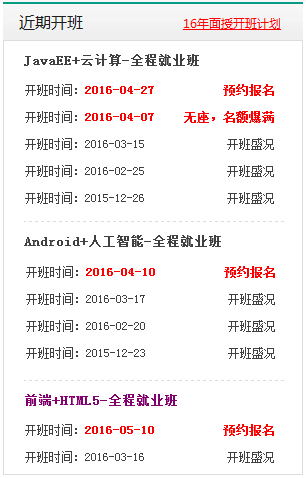 近期开班 16年面授开班计划
JavaEE+云计算-全程就业班
开班时间：2016-04-27 预约报名
开班时间：2016-04-07 无座，名额爆满
开班时间：2016-03-15 开班盛况
开班时间：2016-02-25 开班盛况
开班时间：2015-12-26 开班盛况
Android+人工智能-全程就业班
开班时间：2016-04-10 预约报名
开班时间：2016-03-17 开班盛况
开班时间：2016-02-20 开班盛况
开班时间：2015-12-23 开班盛况
前端+HTML5-全程就业班
开班时间：2016-05-10 预约报名
开班时间：2016-03-16 开班盛况